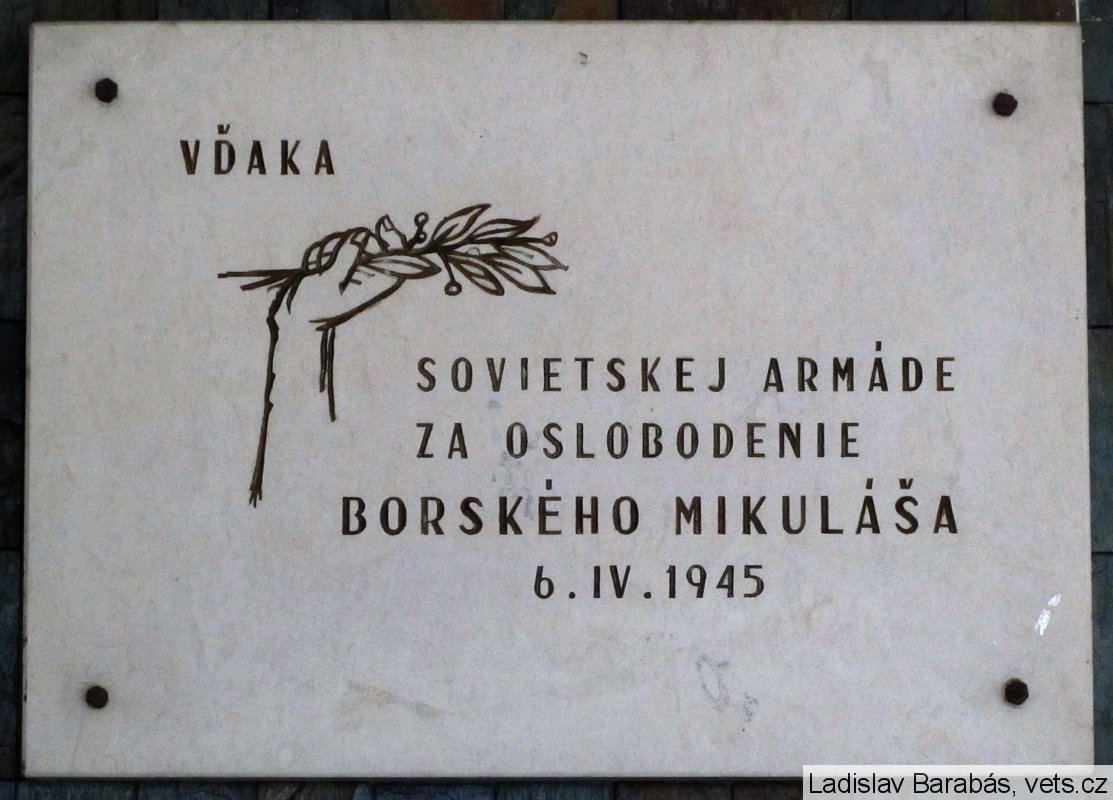 VĎAKA
SOVIETSKEJ ARMÁDE
ZA OSLOBODENIE
BORSKÉHO MIKULÁŠA
6.IV.1945
Ladislav Barabás, vets.cz